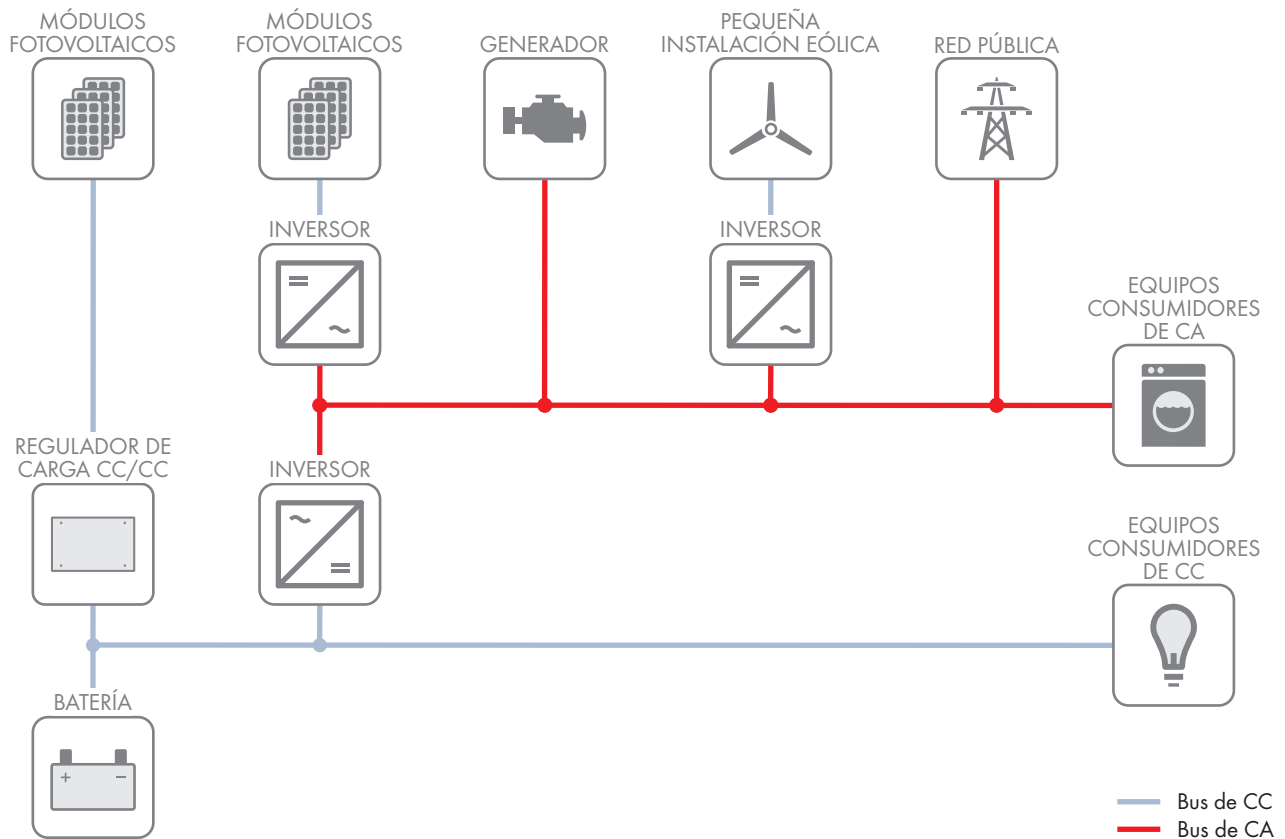 MÓDULOS
FOTOVOLTAICOS
MÓDULOS
FOTOVOLTAICOS
GENERADOR
PEQUEÑA
INSTALACIÓN EÓLICA
RED PÚBLICA
INVERSOR
INVERSOR
EQUIPOS
CONSUMIDORES
DE CA
REGULADOR DE
CARGA CC/CC
INVERSOR
EQUIPOS
CONSUMIDORES
DE CC
BATERÍA
+ −
Bus de CC
Bus de CA